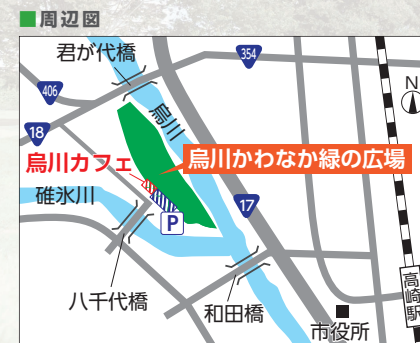 ■周辺図
君が代橋
354
N
406
烏川
18
烏川カフェ
烏川かわなか緑の広場
碓氷川
17
P
八千代橋
和田橋
高崎駅
市役所